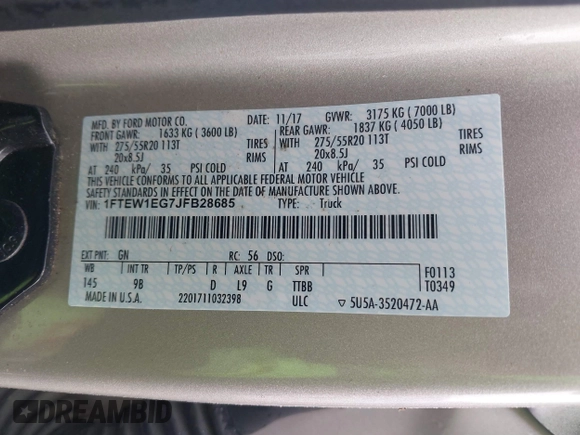 MFD. BY FORD MOTOR CO.
DATE: 11/17 GVWR: 3175 KG ( 7000 LB)
FRONT GAWR: 1633 KG ( 3600 LB)
REAR GAWR: 1837 KG ( 4050 LB)
WITH 275/55R20 113T TIRES
WITH 275/55R20 113T TIRES
20x8.5J RIMS
20x8.5J RIMS
AT 240 kPa/ 35 PSI COLD
AT 240 kPa/ 35 PSI COLD
THIS VEHICLE CONFORMS TO ALL APPLICABLE FEDERAL MOTOR VEHICLE
SAFETY STANDARDS IN EFFECT ON THE DATE OF MANUFACTURE SHOWN ABOVE.
VIN: 1FTEW1EG7JFB28685 TYPE: Truck
EXT PNT: GN RC: 56 DSO:
WB INT TR TP/PS R AXLE TR SPR
145 9B D L9 G TTBB
F0113
T0349
MADE IN U.S.A. 2201711032398 ULC ▽ 5U5A-3520472-AA
DREAMBID